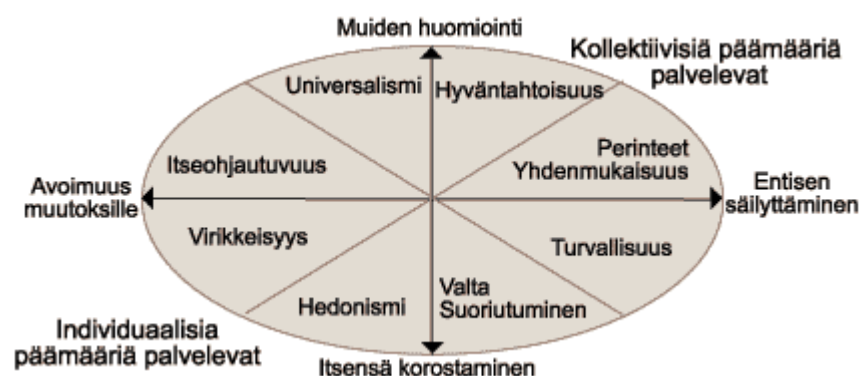 Muiden huomiointi
Kollektiivisiä päämääriä
palvelevat
Universalismi
Hyväntahtoisuus
Itseohjautuvuus
Perinteet
Yhdenmukaisuus
Avoimuus
muutoksille
Entisen
säilyttäminen
Virikkeisyys
Turvallisuus
Hedonismi
Valta
Suoriutuminen
Individuaalisia
päämääriä palvelevat
Itsensä korostaminen